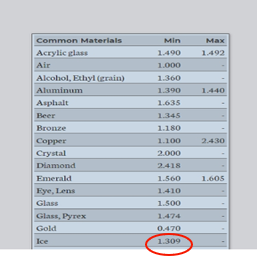 Common Materials Min Max
Acrylic glass 1.490 1.492
Air 1.000 -
Alcohol, Ethyl (grain) 1.360 -
Aluminum 1.390 1.440
Asphalt 1.635 -
Beer 1.345 -
Bronze 1.180 -
Copper 1.100 2.430
Crystal 2.000 -
Diamond 2.418 -
Emerald 1.560 1.605
Eye, Lens 1.410 -
Glass 1.500 -
Glass, Pyrex 1.474 -
Gold 0.470 -
Ice 1.309 -